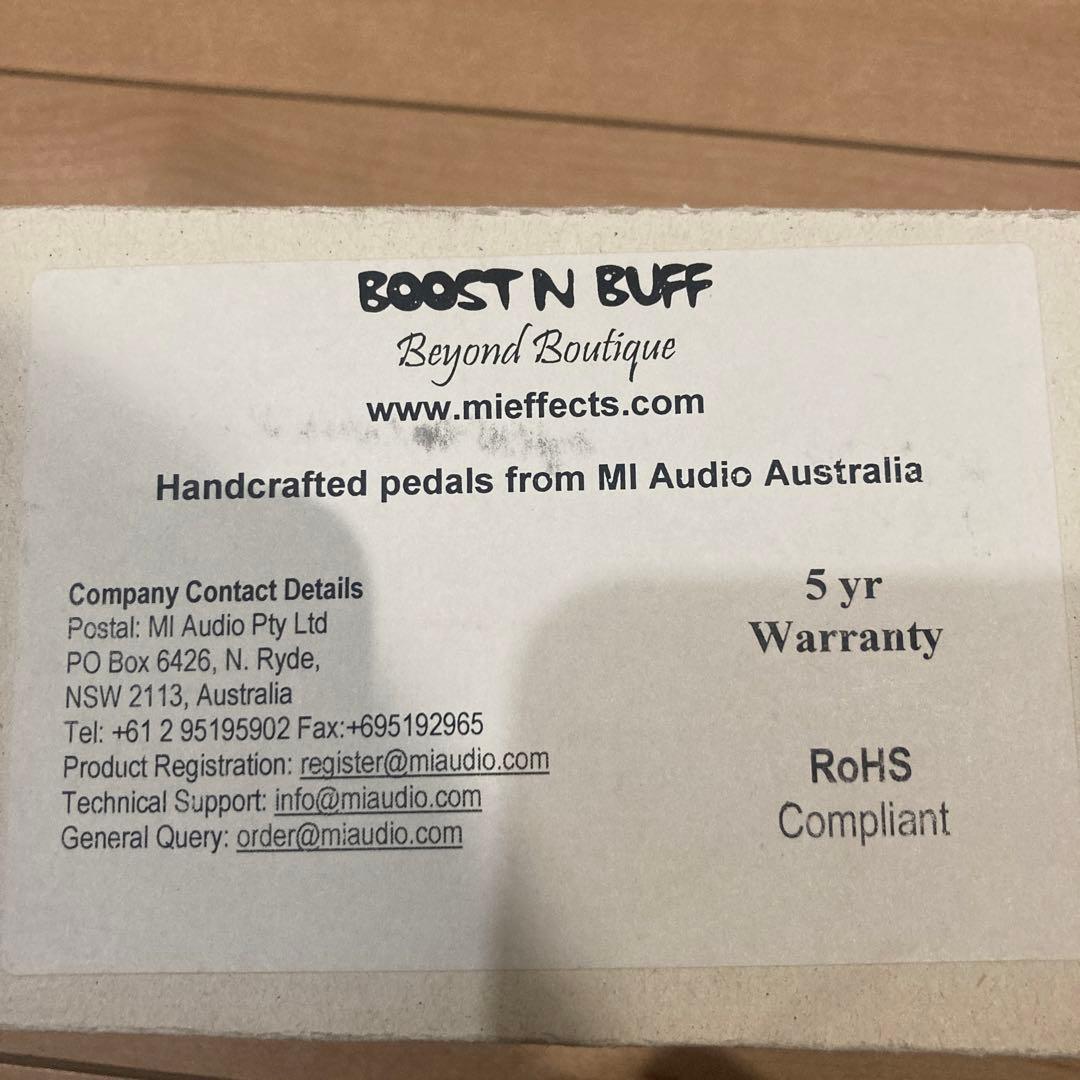 BOOST N BUFF
Beyond Boutique
www.mieffects.com
Handcrafted pedals from MI Audio Australia
Company Contact Details
Postal: MI Audio Pty Ltd
PO Box 6426, N. Ryde,
NSW 2113, Australia
Tel: +61 2 95195902 Fax:+695192965
Product Registration: register@miaudio.com
Technical Support: info@miaudio.com
General Query: order@miaudio.com
5 yr
Warranty
RoHS
Compliant